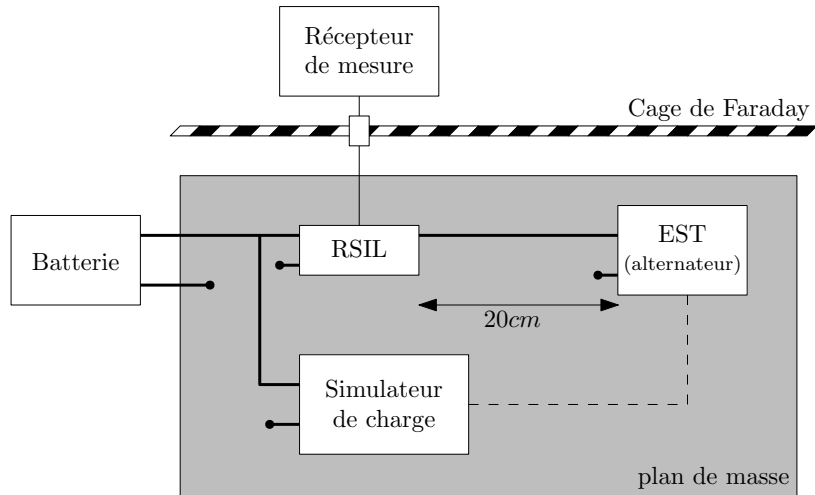 Récepteur
de mesure
Cage de Faraday
Batterie
RSIL
EST
(alternateur)
20cm
Simulateur
de charge
plan de masse